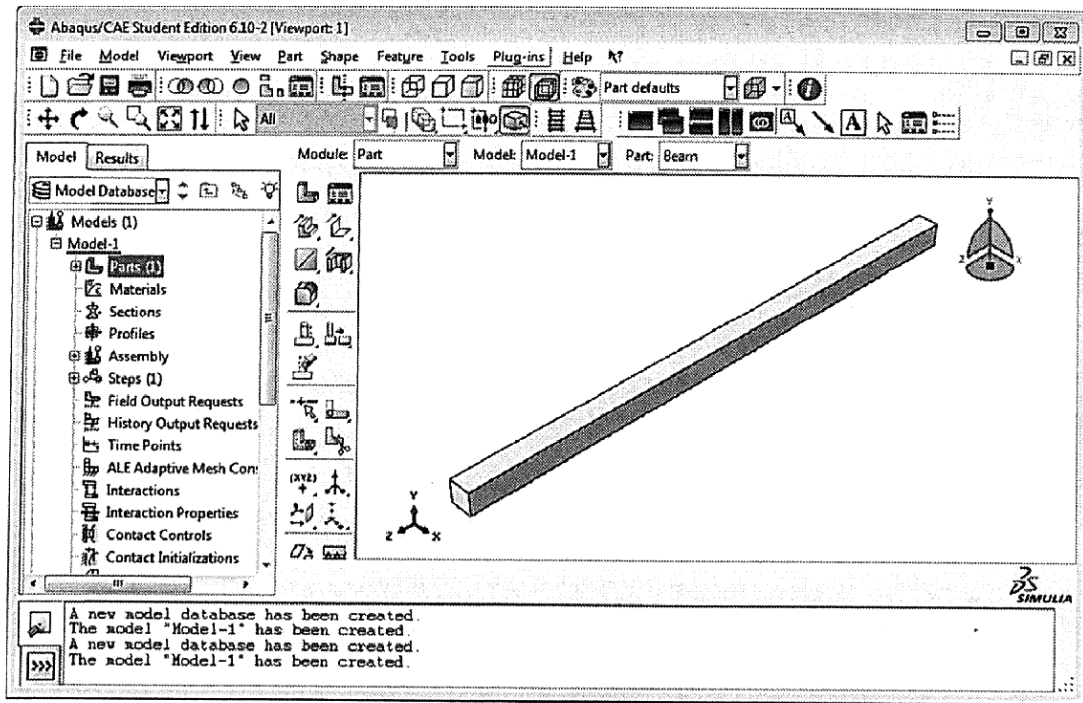 Abaqus/CAE Student Edition 6.10-2 [Viewport: 1]
File Model Viewport View Part Shape Feature Tools Plug-ins Help
Part defaults
All
A A
Model Results
Module: Part Model: Model-1 Part: Beam
Model Database
Models (1)
Model-1
Parts (1)
Materials
Sections
Profiles
Assembly
Steps (1)
Field Output Requests
History Output Requests
Time Points
ALE Adaptive Mesh Con
Interactions
Interaction Properties
Contact Controls
Contact Initializations
(XYZ)
Y
Z X
Y
Z X
SIMULIA
A new model database has been created.
The model "Model-1" has been created.
A new model database has been created.
The model "Model-1" has been created.
>>>